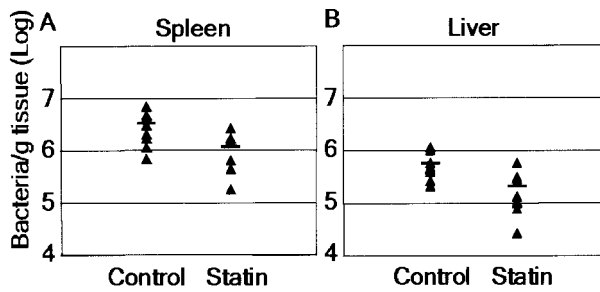 A
Spleen
Bacteria/g tissue (Log)
7
6
5
4
Control Statin
B
Liver
7
6
5
4
Control Statin